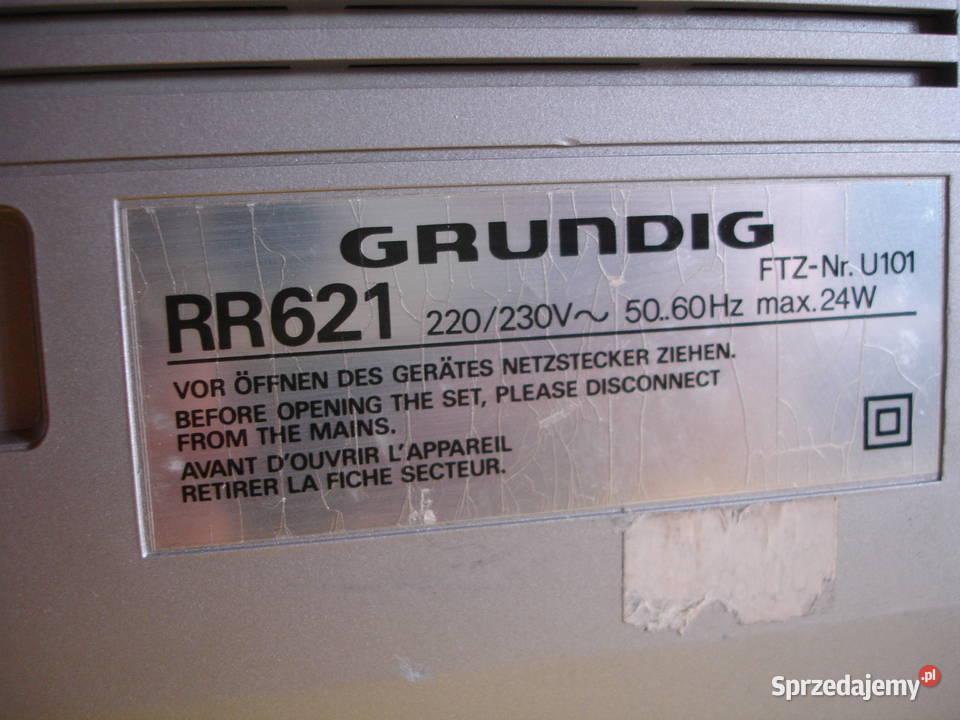 GRUNDIG
FTZ-Nr. U101
RR621 220/230V~ 50..60Hz max. 24W
VOR ÖFFNEN DES GERÄTES NETZSTECKER ZIEHEN.
BEFORE OPENING THE SET, PLEASE DISCONNECT
FROM THE MAINS.
AVANT D'OUVRIR L'APPAREIL
RETIRER LA FICHE SECTEUR.
E
Sprzedajemy.pl